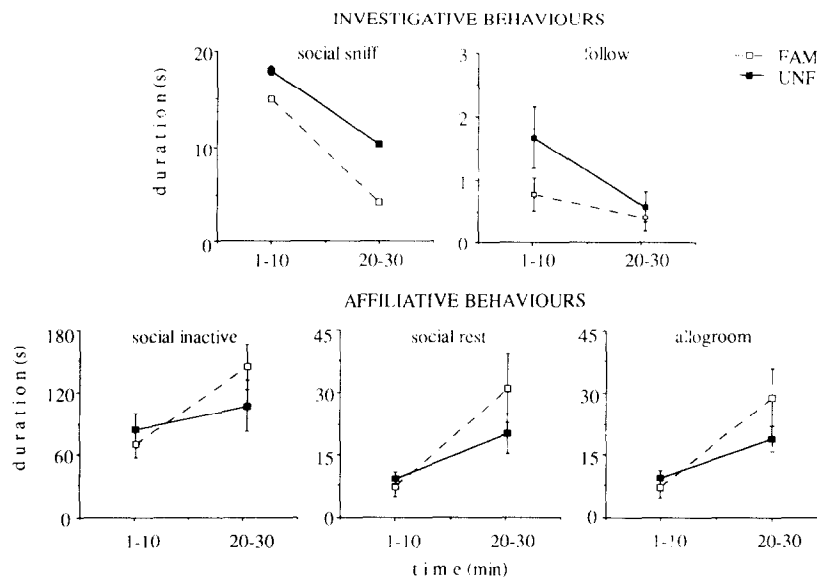 INVESTIGATIVE BEHAVIOURS
social sniff
follow
FAM
UNF
duration(s)
20
10
0
1-10
20-30
3
2
1
0
1-10
20-30
AFFILIATIVE BEHAVIOURS
social inactive
social rest
allogroom
duration(s)
180
120
60
0
1-10
20-30
45
30
15
0
1-10
20-30
45
30
15
0
1-10
20-30
time (min)